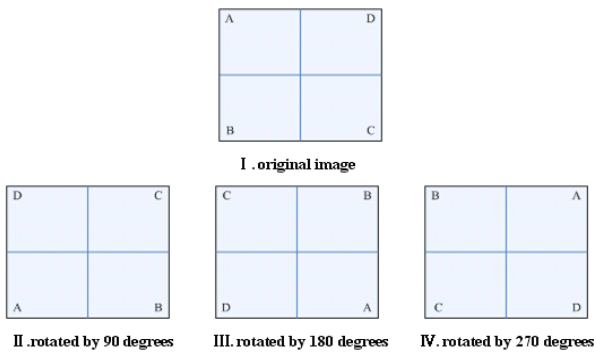 A D
B C
Ⅰ.original image
D C
A B
Ⅱ.rotated by 90 degrees
C B
D A
Ⅲ.rotated by 180 degrees
B A
C D
Ⅳ.rotated by 270 degrees